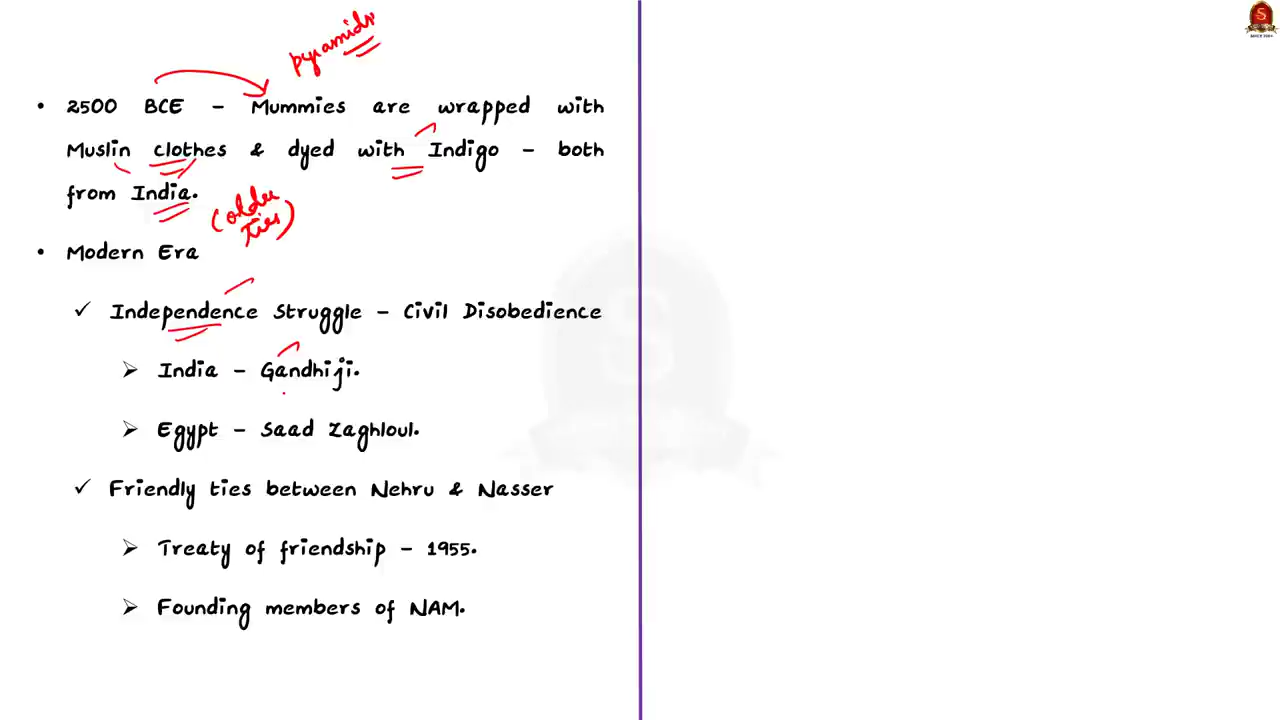 pyramids
• 2500 BCE - Mummies are wrapped with
Muslin clothes & dyed with Indigo - both
from India.
(older
ties)
• Modern Era
✓ Independence Struggle - Civil Disobedience
➢ India - Gandhiji.
➢ Egypt - Saad Zaghloul.
✓ Friendly ties between Nehru & Nasser
➢ Treaty of friendship - 1955.
➢ Founding members of NAM.
S